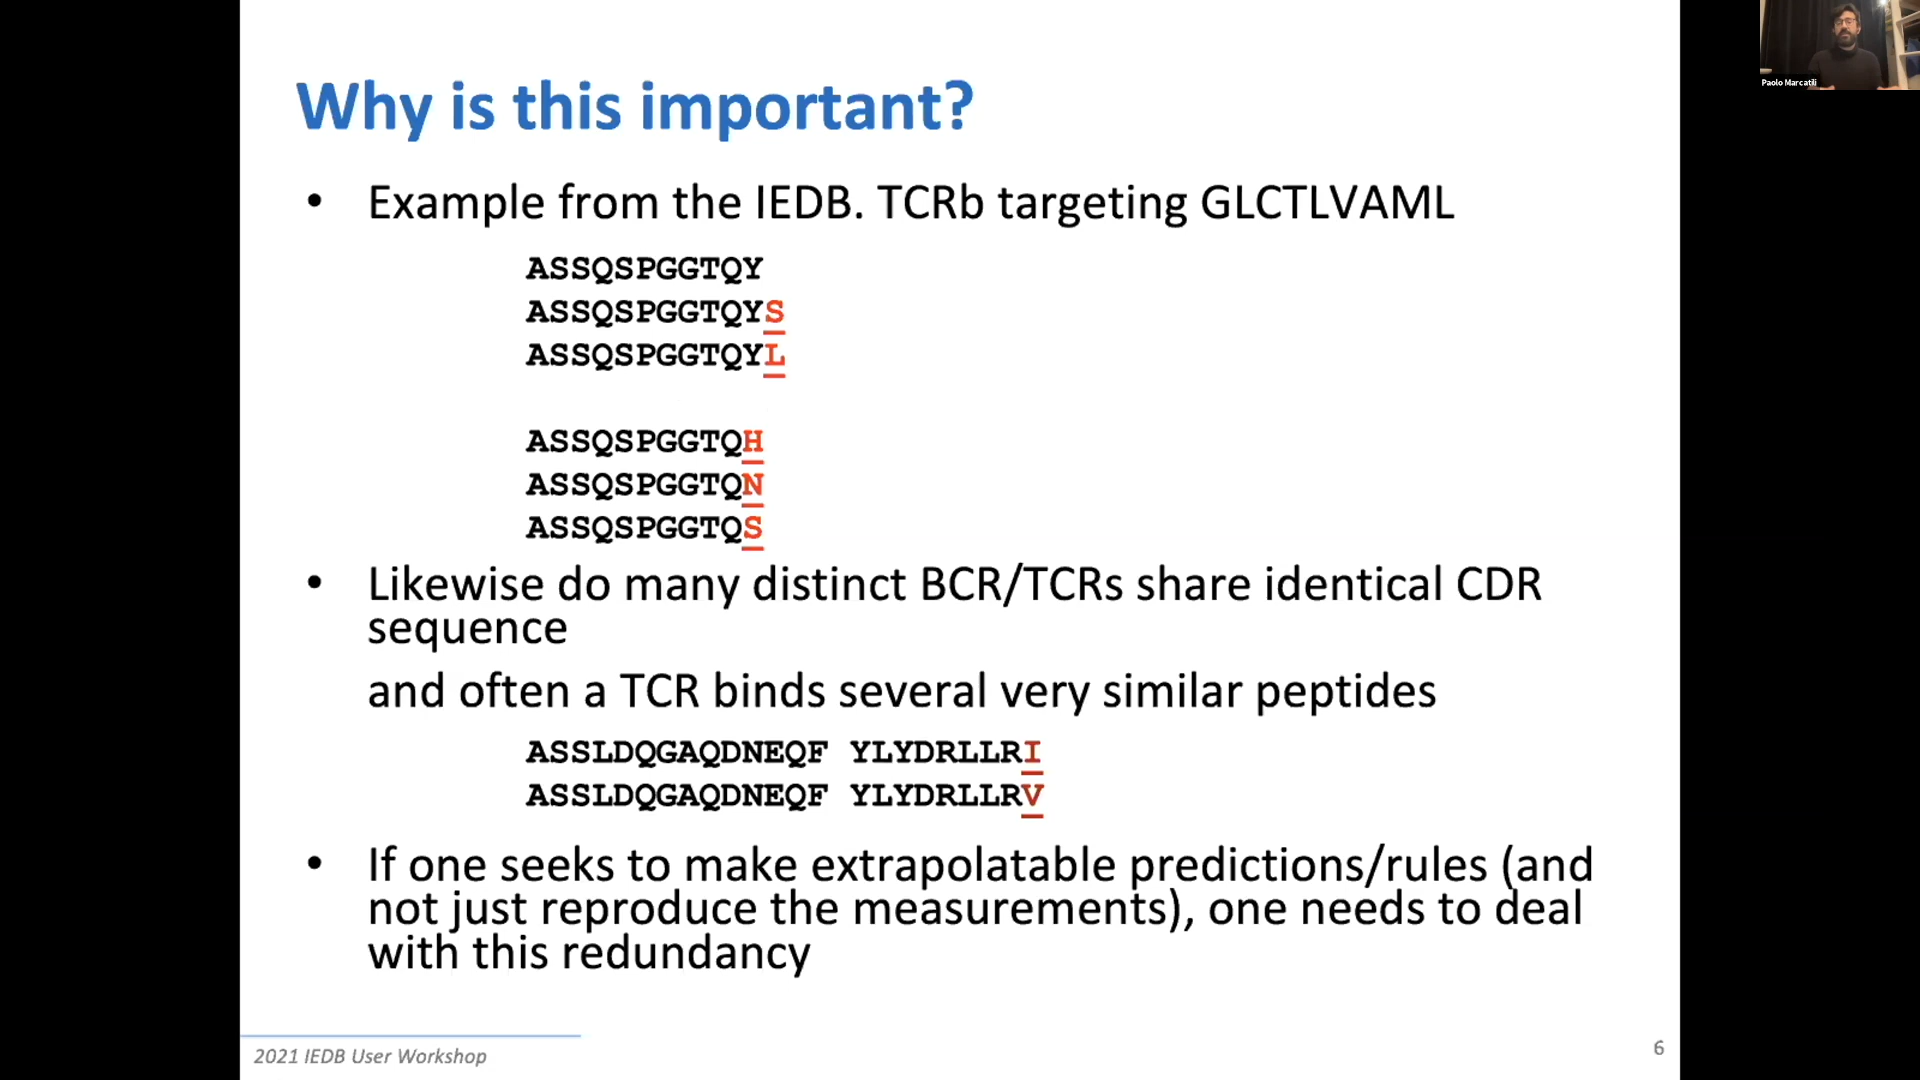 Paolo Marcatili
Why is this important?
• Example from the IEDB. TCRb targeting GLCTLVAML
ASSQSPGGTQY
ASSQSPGGTQYS
ASSQSPGGTQYL
ASSQSPGGTQH
ASSQSPGGTQN
ASSQSPGGTQS
• Likewise do many distinct BCR/TCRs share identical CDR
sequence
and often a TCR binds several very similar peptides
ASSLDQGAQDNEQF YLYDRLLRI
ASSLDQGAQDNEQF YLYDRLLRV
• If one seeks to make extrapolatable predictions/rules (and
not just reproduce the measurements), one needs to deal
with this redundancy
2021 IEDB User Workshop
6